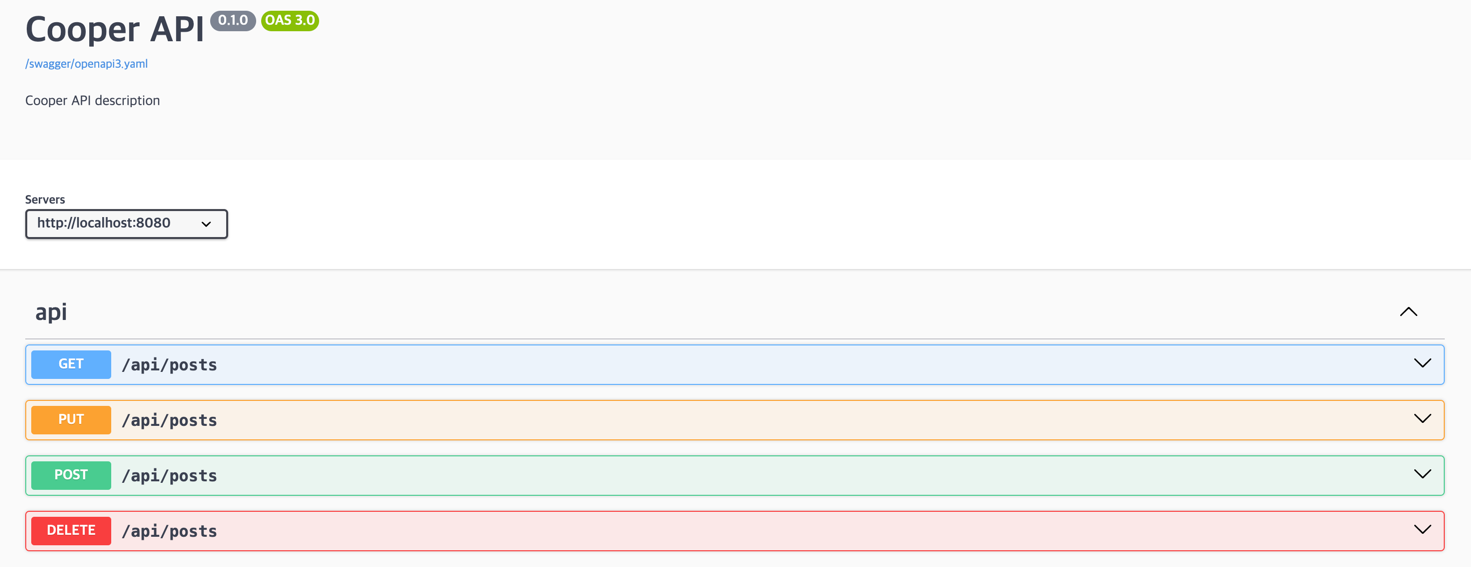 Cooper API 0.1.0 OAS 3.0
/swagger/openapi3.yaml
Cooper API description
Servers
http://localhost:8080
api
GET /api/posts
PUT /api/posts
POST /api/posts
DELETE /api/posts